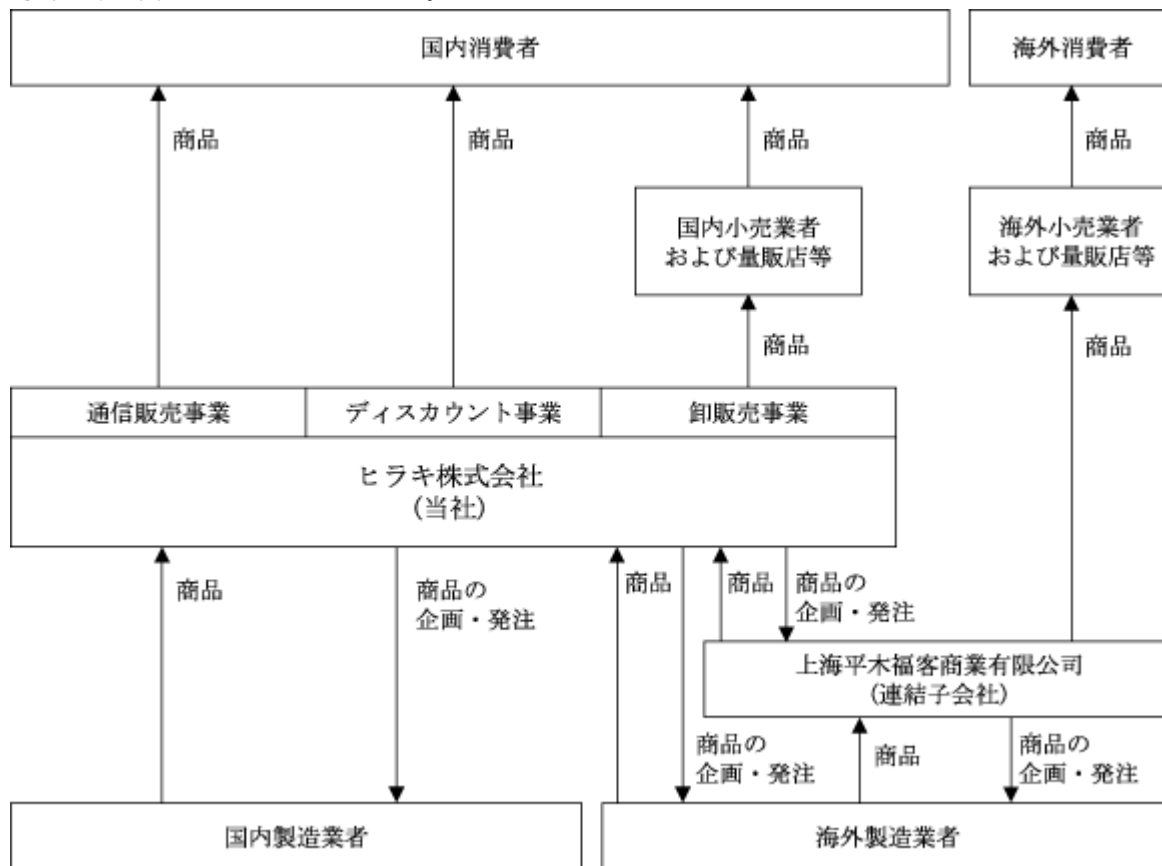 国内消費者
海外消費者
商品
商品
商品
商品
国内小売業者
および量販店等
海外小売業者
および量販店等
商品
商品
通信販売事業
ディスカウント事業
卸販売事業
ヒラキ株式会社
(当社)
商品
商品の
企画・発注
商品
商品
商品の
企画・発注
上海平木福客商業有限公司
(連結子会社)
商品の
企画・発注
商品
商品の
企画・発注
国内製造業者
海外製造業者